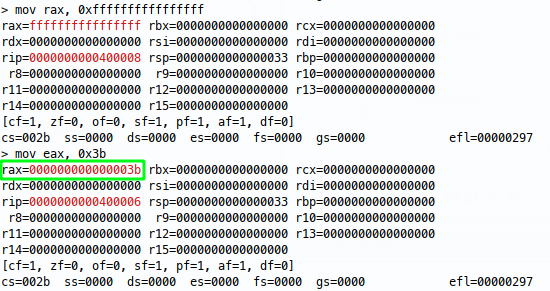 > mov rax, 0xffffffffffffffff
rax=ffffffffffffffff rbx=0000000000000000 rcx=0000000000000000
rdx=0000000000000000 rsi=0000000000000000 rdi=0000000000000000
rip=0000000000400008 rsp=0000000000000033 rbp=0000000000000000
 r8=0000000000000000  r9=0000000000000000 r10=0000000000000000
r11=0000000000000000 r12=0000000000000000 r13=0000000000000000
r14=0000000000000000 r15=0000000000000000
[cf=1, zf=0, of=0, sf=1, pf=1, af=1, df=0]
cs=002b  ss=0000  ds=0000  es=0000  fs=0000  gs=0000            efl=00000297
> mov eax, 0x3b
rax=000000000000003b rbx=0000000000000000 rcx=0000000000000000
rdx=0000000000000000 rsi=0000000000000000 rdi=0000000000000000
rip=0000000000400006 rsp=0000000000000033 rbp=0000000000000000
 r8=0000000000000000  r9=0000000000000000 r10=0000000000000000
r11=0000000000000000 r12=0000000000000000 r13=0000000000000000
r14=0000000000000000 r15=0000000000000000
[cf=1, zf=0, of=0, sf=1, pf=1, af=1, df=0]
cs=002b  ss=0000  ds=0000  es=0000  fs=0000  gs=0000            efl=00000297